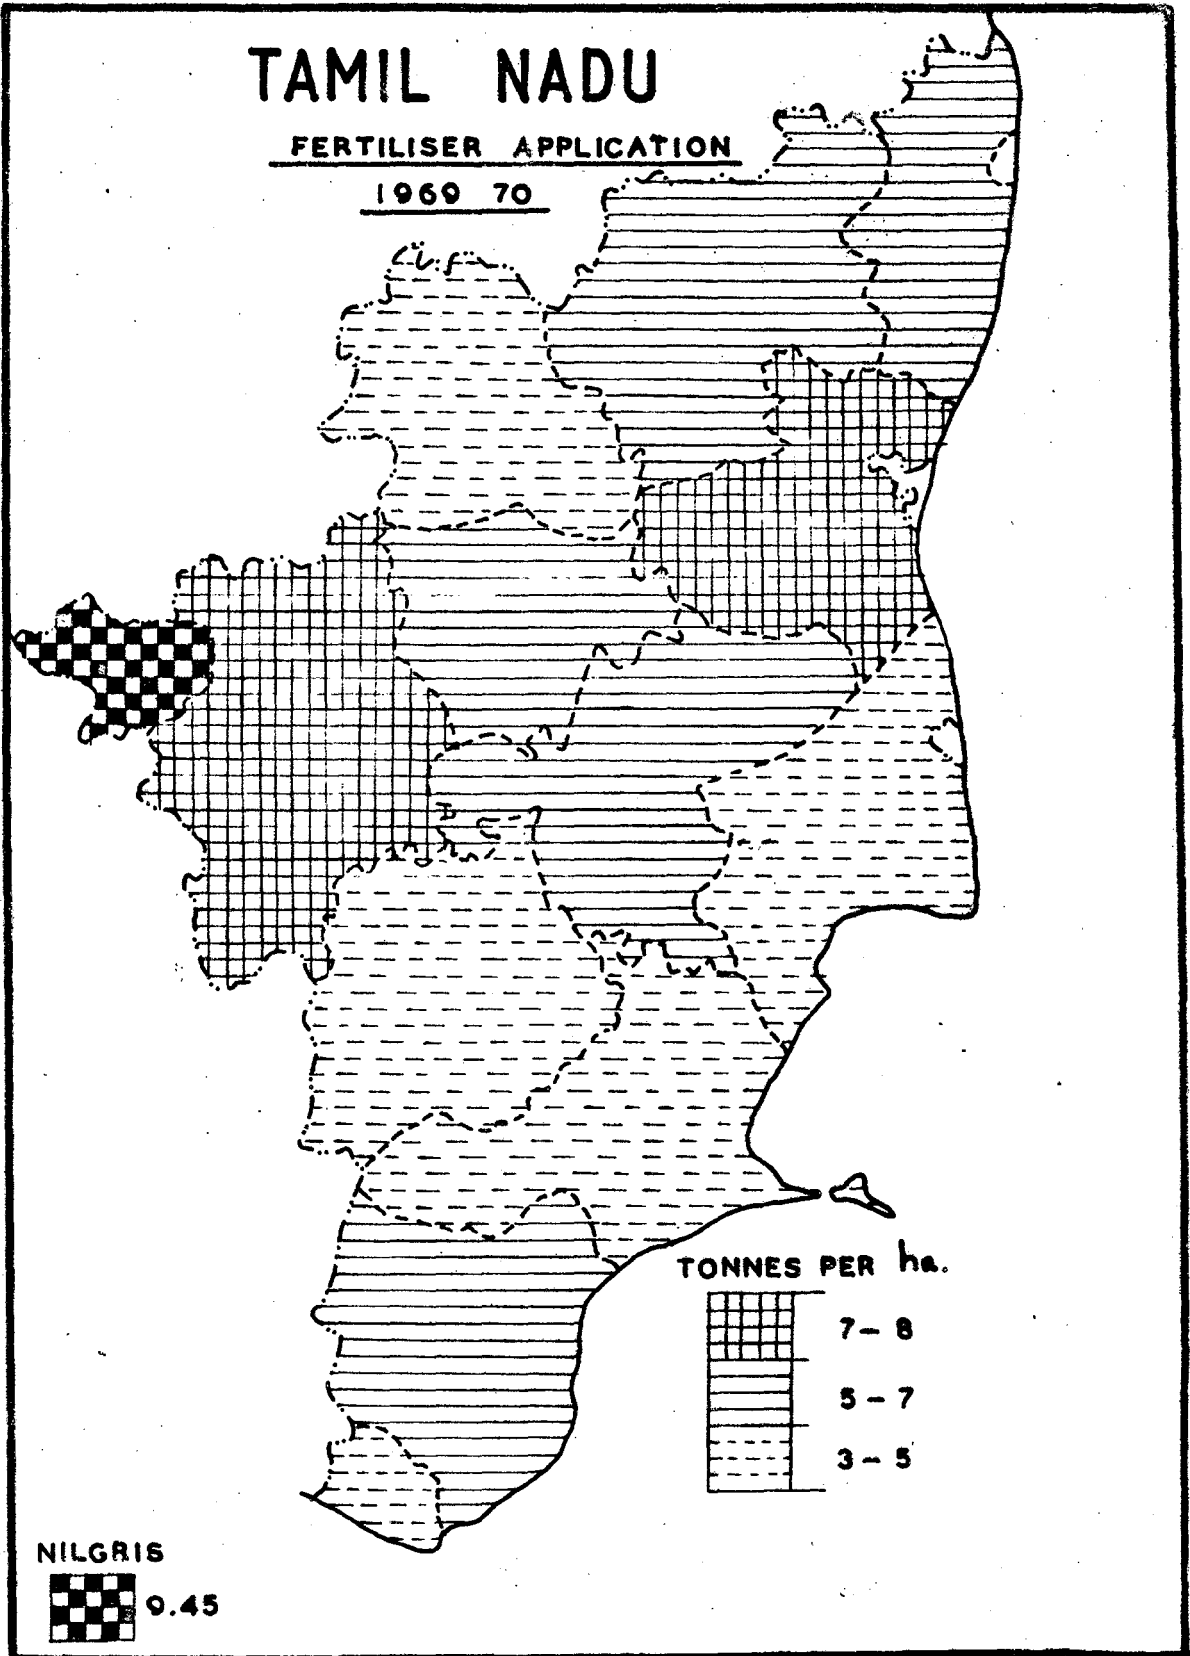 TAMIL NADU
FERTILISER APPLICATION
1969 70
TONNES PER ha.
7-8
5-7
3-5
NILGRIS
9.45